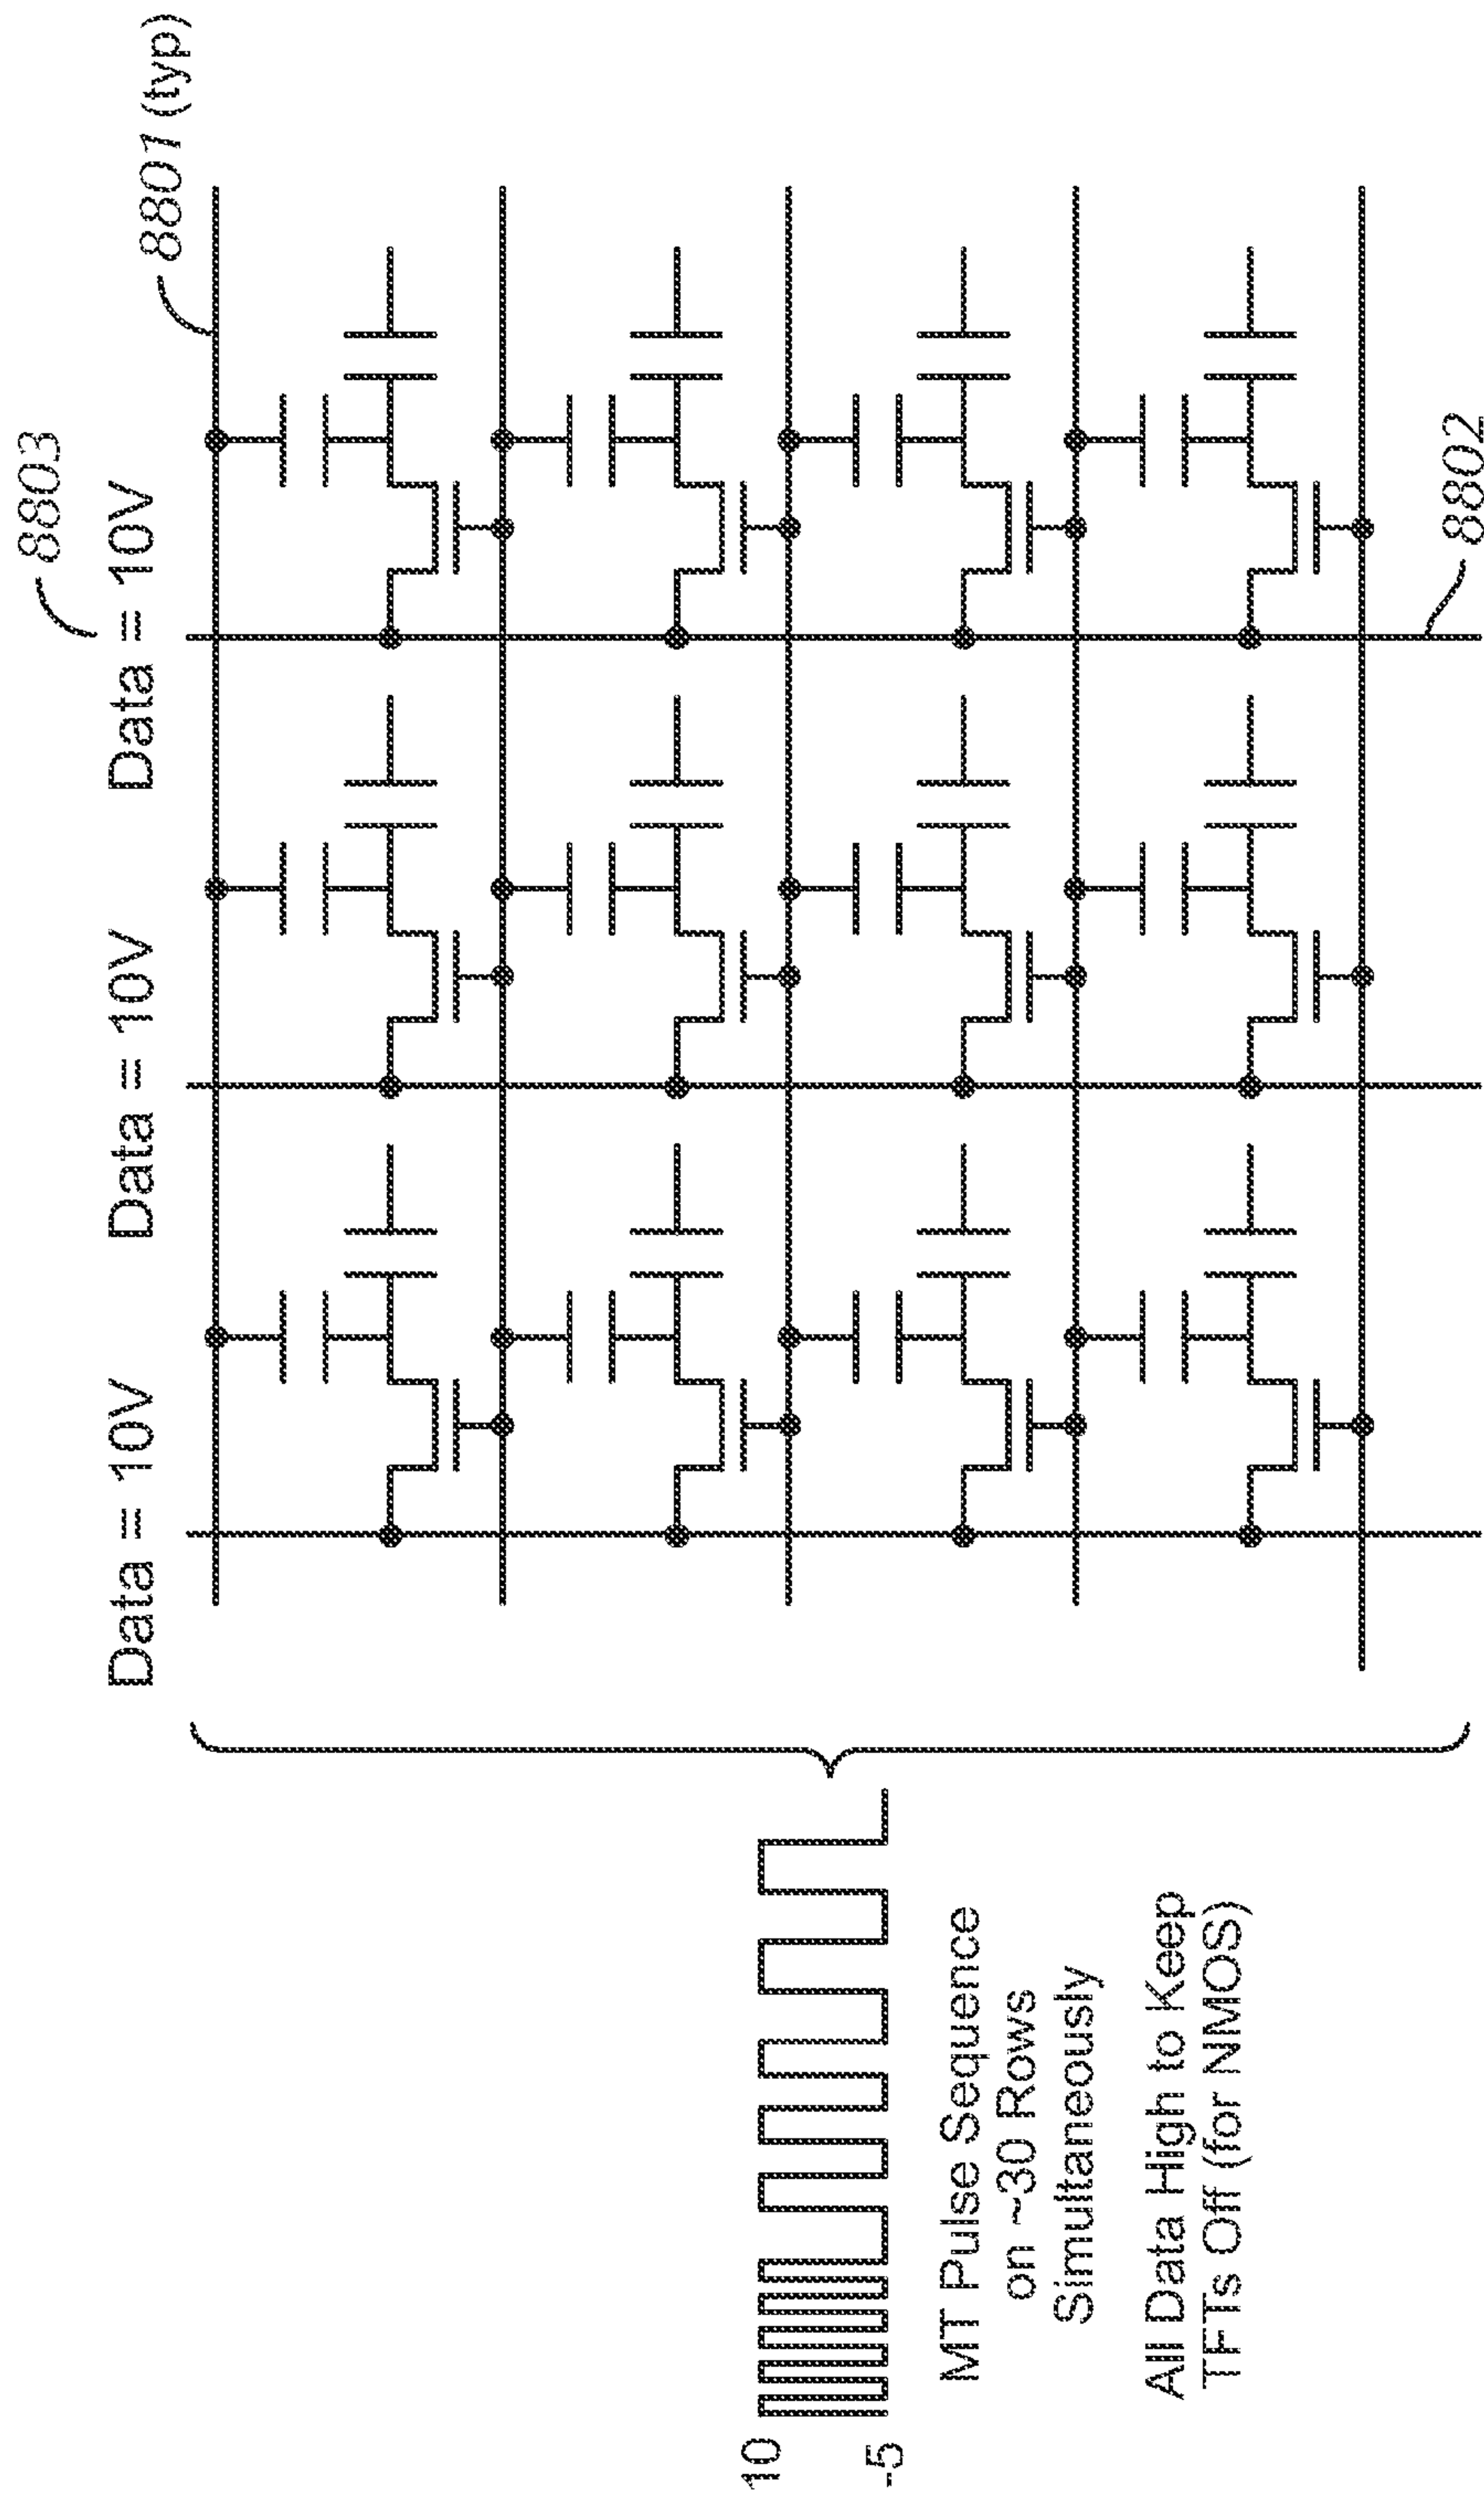 8803
Data = 10V
Data = 10V
Data = 10V
8801 (typ)
10
-5
MT Pulse Sequence
on ~30 Rows
Simultaneously
All Data High to Keep
TFTs Off (for NMOS)
8802